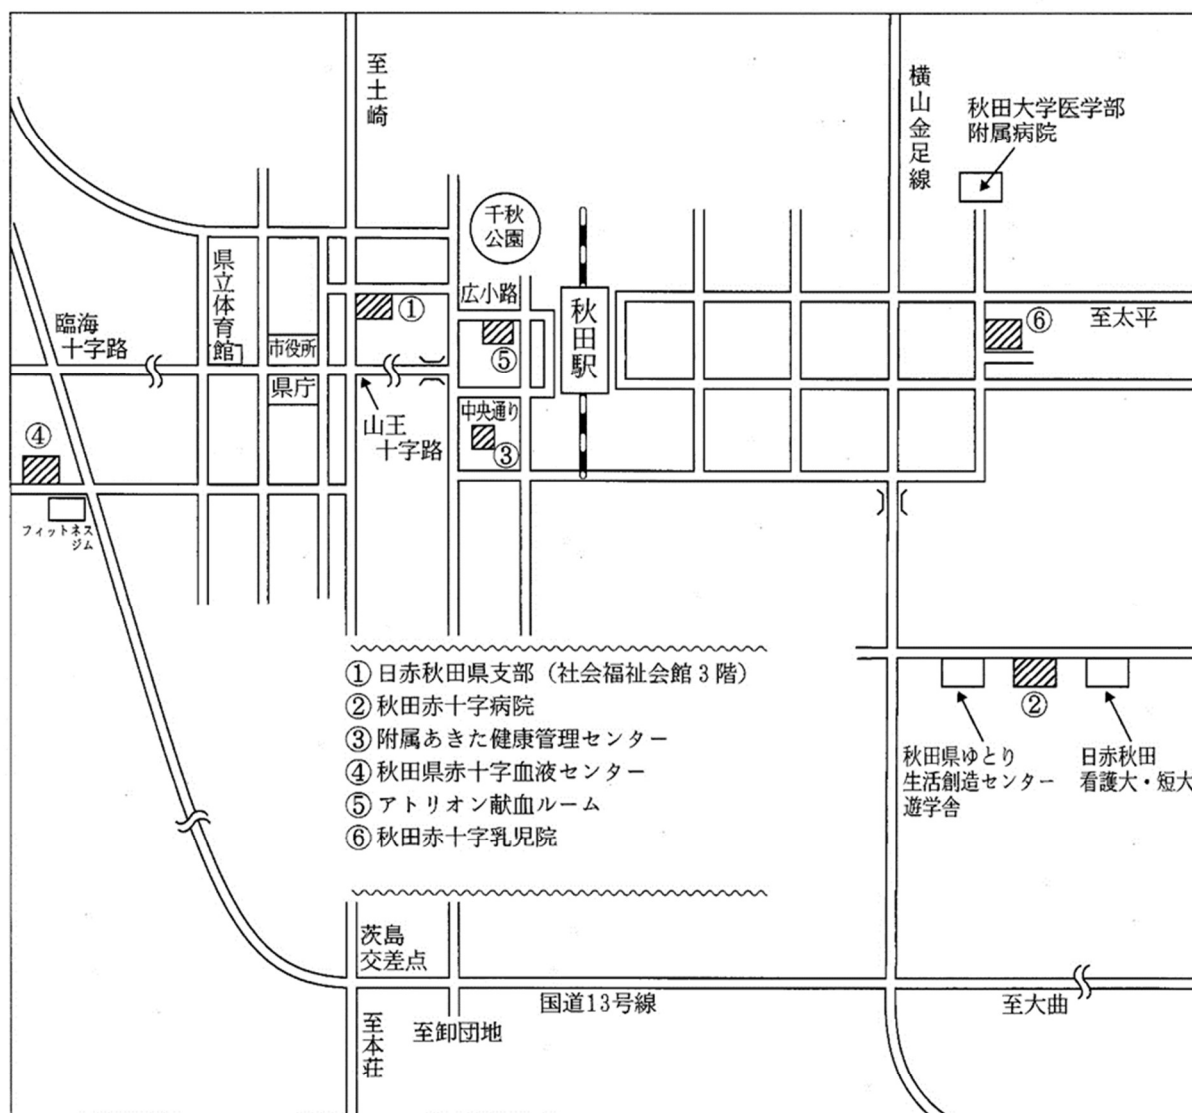 至土崎
横山金足線
秋田大学医学部
附属病院
千秋
公園
県立体育館
広小路
秋田駅
①
⑥
至太平
臨海
十字路
市役所
⑤
県庁
中央通り
山王
十字路
④
③
フィットネス
ジム
①日赤秋田県支部（社会福祉会館3階）
②秋田赤十字病院
③附属あきた健康管理センター
④秋田県赤十字血液センター
⑤アトリオン献血ルーム
⑥秋田赤十字乳児院
②
秋田県ゆとり
生活創造センター
遊学舎
日赤秋田
看護大・短大
茨島
交差点
国道13号線
至大曲
至本荘
至卸団地